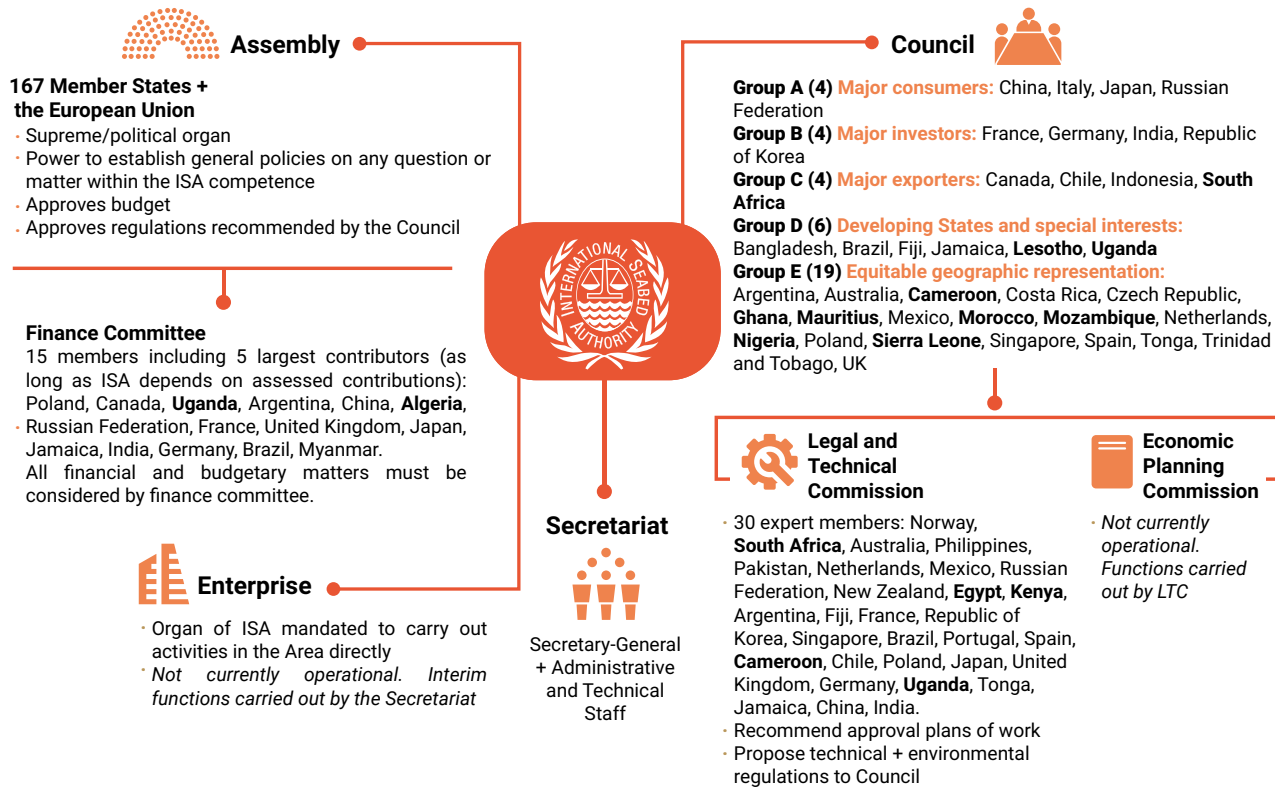 Assembly
167 Member States +
the European Union
· Supreme/political organ
· Power to establish general policies on any question or
matter within the ISA competence
· Approves budget
· Approves regulations recommended by the Council
Finance Committee
15 members including 5 largest contributors (as
long as ISA depends on assessed contributions):
Poland, Canada, Uganda, Argentina, China, Algeria,
· Russian Federation, France, United Kingdom, Japan,
Jamaica, India, Germany, Brazil, Myanmar.
All financial and budgetary matters must be
considered by finance committee.
Enterprise
· Organ of ISA mandated to carry out
activities in the Area directly
· Not currently operational. Interim
functions carried out by the Secretariat
INTERNATIONAL SEABED
AUTHORITY
Secretariat
Secretary-General
+ Administrative
and Technical
Staff
Council
Group A (4) Major consumers: China, Italy, Japan, Russian
Federation
Group B (4) Major investors: France, Germany, India, Republic
of Korea
Group C (4) Major exporters: Canada, Chile, Indonesia, South
Africa
Group D (6) Developing States and special interests:
Bangladesh, Brazil, Fiji, Jamaica, Lesotho, Uganda
Group E (19) Equitable geographic representation:
Argentina, Australia, Cameroon, Costa Rica, Czech Republic,
Ghana, Mauritius, Mexico, Morocco, Mozambique, Netherlands,
Nigeria, Poland, Sierra Leone, Singapore, Spain, Tonga, Trinidad
and Tobago, UK
Legal and
Technical
Commission
· 30 expert members: Norway,
South Africa, Australia, Philippines,
Pakistan, Netherlands, Mexico, Russian
Federation, New Zealand, Egypt, Kenya,
Argentina, Fiji, France, Republic of
Korea, Singapore, Brazil, Portugal, Spain,
Cameroon, Chile, Poland, Japan, United
Kingdom, Germany, Uganda, Tonga,
Jamaica, China, India.
· Recommend approval plans of work
· Propose technical + environmental
regulations to Council
Economic
Planning
Commission
· Not currently
operational.
Functions carried
out by LTC